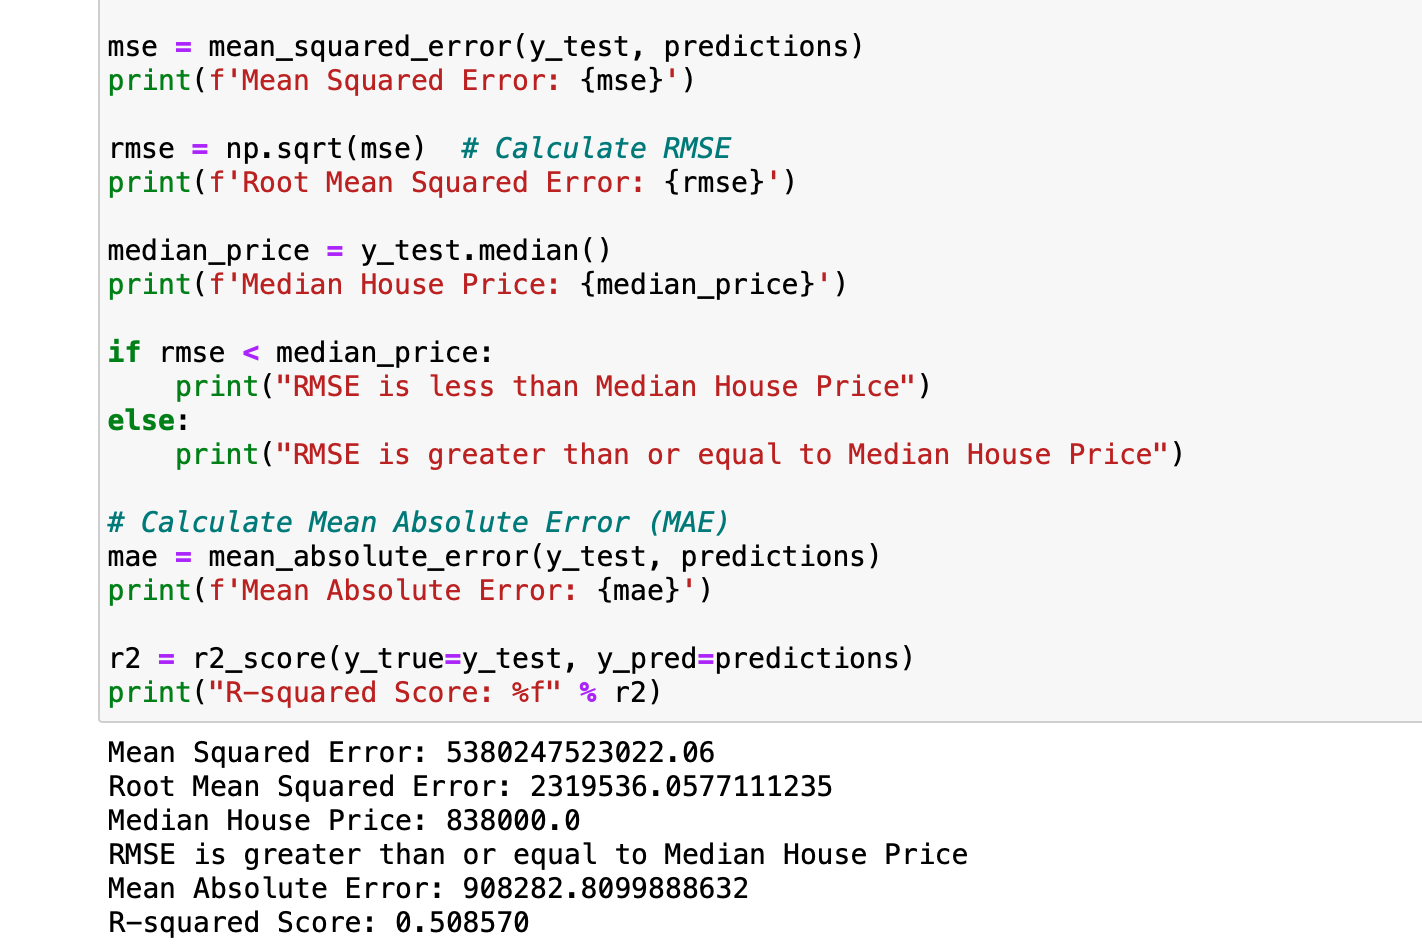 mse = mean_squared_error(y_test, predictions)
print(f'Mean Squared Error: {mse}')

rmse = np.sqrt(mse)  # Calculate RMSE
print(f'Root Mean Squared Error: {rmse}')

median_price = y_test.median()
print(f'Median House Price: {median_price}')

if rmse < median_price:
    print("RMSE is less than Median House Price")
else:
    print("RMSE is greater than or equal to Median House Price")

# Calculate Mean Absolute Error (MAE)
mae = mean_absolute_error(y_test, predictions)
print(f'Mean Absolute Error: {mae}')

r2 = r2_score(y_true=y_test, y_pred=predictions)
print("R-squared Score: %f" % r2)
Mean Squared Error: 5380247523022.06
Root Mean Squared Error: 2319536.0577111235
Median House Price: 838000.0
RMSE is greater than or equal to Median House Price
Mean Absolute Error: 908282.8099888632
R-squared Score: 0.508570